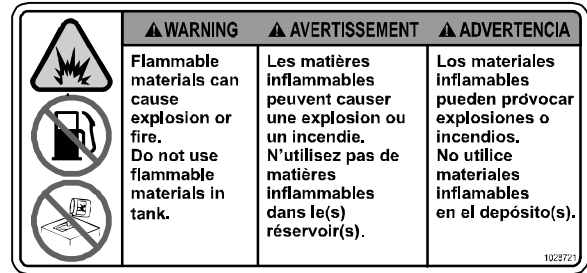 ⚠WARNING
Flammable
materials can
cause
explosion or
fire.
Do not use
flammable
materials in
tank.
⚠ AVERTISSEMENT
Les matières
inflammables
peuvent causer
une explosion ou
un incendie.
N'utilisez pas de
matières
inflammables
dans le(s)
réservoir(s).
⚠ ADVERTENCIA
Los materiales
inflamables
pueden provocar
explosiones o
incendios.
No utilice
materiales
inflamables
en el depósito(s).
1028721